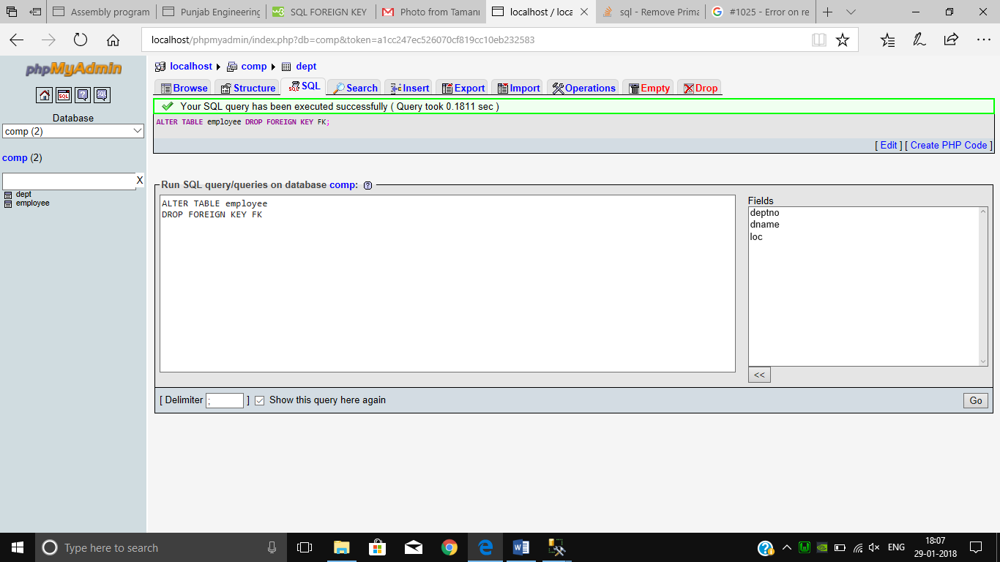 Assembly program
Punjab Engineering
w3 SQL FOREIGN KEY
Photo from Tamann
localhost / loca
sql - Remove Prima
#1025 - Error on re
localhost/phpmyadmin/index.php?db=comp&token=a1cc247ec526070cf819cc10eb232583
phpMyAdmin
SQL
Database
comp (2)
comp (2)
X
dept
employee
localhost comp dept
Browse Structure SQL Search Insert Export Import Operations Empty Drop
Your SQL query has been executed successfully ( Query took 0.1811 sec )
ALTER TABLE employee DROP FOREIGN KEY FK;
[ Edit ] [ Create PHP Code ]
Run SQL query/queries on database comp: ?
ALTER TABLE employee
DROP FOREIGN KEY FK
Fields
deptno
dname
loc
<<
[ Delimiter ; ] Show this query here again
Go
Type here to search
ENG
18:07
29-01-2018